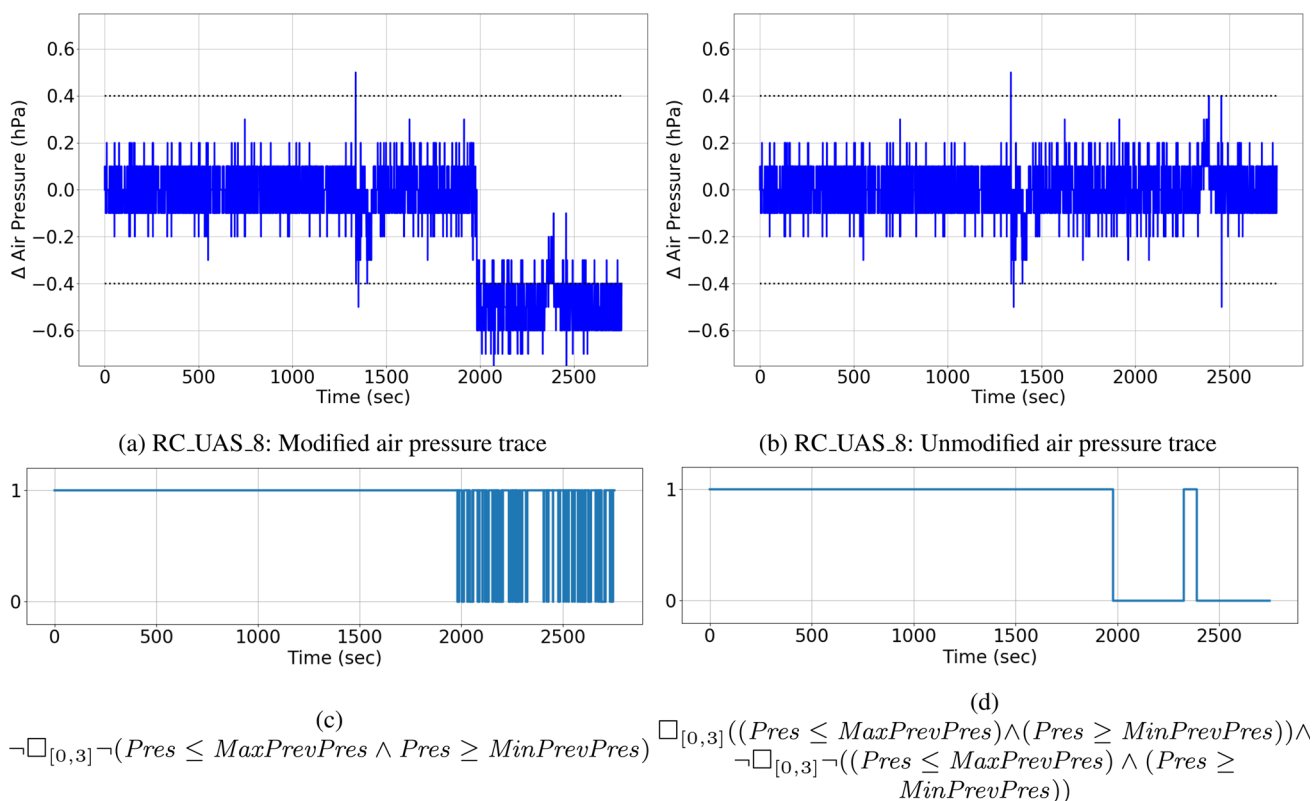 0.6
0.4
0.2
0.0
−0.2
−0.4
−0.6
Δ Air Pressure (hPa)
0 500 1000 1500 2000 2500
Time (sec)
(a) RC_UAS_8: Modified air pressure trace
0.6
0.4
0.2
0.0
−0.2
−0.4
−0.6
Δ Air Pressure (hPa)
0 500 1000 1500 2000 2500
Time (sec)
(b) RC_UAS_8: Unmodified air pressure trace
1
0
0 500 1000 1500 2000 2500
Time (sec)
(c)
¬□[0,3]¬(Pres ≤ MaxPrevPres ∧ Pres ≥ MinPrevPres)
1
0
0 500 1000 1500 2000 2500
Time (sec)
(d)
□[0,3]((Pres ≤ MaxPrevPres)∧(Pres ≥ MinPrevPres))∧
¬□[0,3]¬((Pres ≤ MaxPrevPres) ∧ (Pres ≥
MinPrevPres))